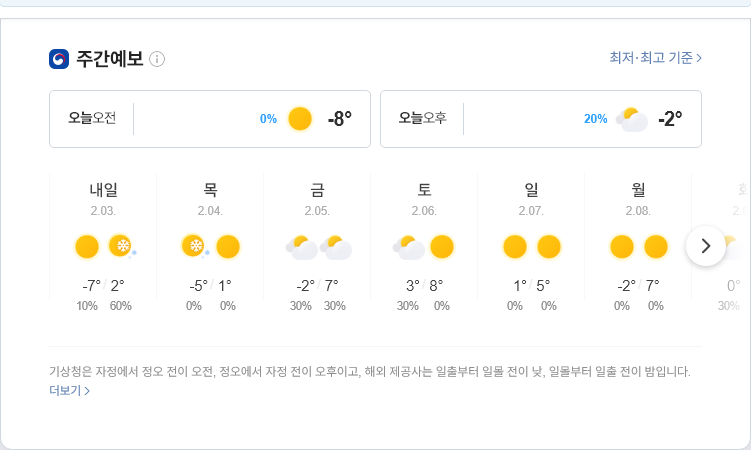 주간예보
최저·최고 기준
오늘오전 0% -8°
오늘오후 20% -2°
내일 목 금 토 일 월
2.03. 2.04. 2.05. 2.06. 2.07. 2.08.
-7° / 2° -5° / 1° -2° / 7° 3° / 8° 1° / 5° -2° / 7° 0°
10% 60% 0% 0% 30% 30% 30% 0% 0% 0% 0% 0% 30%
기상청은 자정에서 정오 전이 오전, 정오에서 자정 전이 오후이고, 해외 제공사는 일출부터 일몰 전이 낮, 일몰부터 일출 전이 밤입니다.
더보기